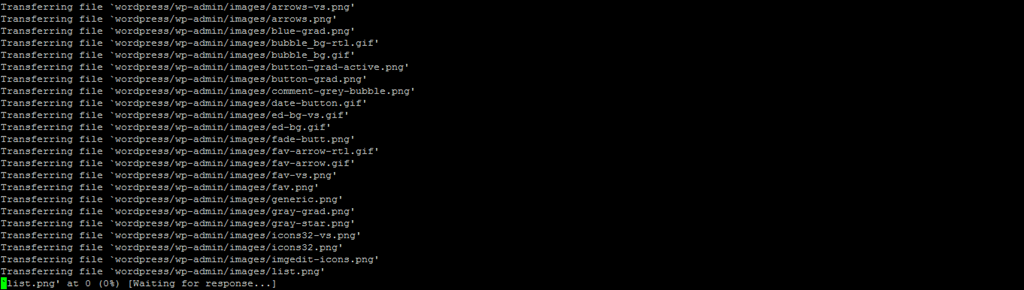 Transferring file `wordpress/wp-admin/images/arrows-vs.png'
Transferring file `wordpress/wp-admin/images/arrows.png'
Transferring file `wordpress/wp-admin/images/blue-grad.png'
Transferring file `wordpress/wp-admin/images/bubble_bg-rtl.gif'
Transferring file `wordpress/wp-admin/images/bubble_bg.gif'
Transferring file `wordpress/wp-admin/images/button-grad-active.png'
Transferring file `wordpress/wp-admin/images/button-grad.png'
Transferring file `wordpress/wp-admin/images/comment-grey-bubble.png'
Transferring file `wordpress/wp-admin/images/date-button.gif'
Transferring file `wordpress/wp-admin/images/ed-bg-vs.gif'
Transferring file `wordpress/wp-admin/images/ed-bg.gif'
Transferring file `wordpress/wp-admin/images/fade-butt.png'
Transferring file `wordpress/wp-admin/images/fav-arrow-rtl.gif'
Transferring file `wordpress/wp-admin/images/fav-arrow.gif'
Transferring file `wordpress/wp-admin/images/fav-vs.png'
Transferring file `wordpress/wp-admin/images/fav.png'
Transferring file `wordpress/wp-admin/images/generic.png'
Transferring file `wordpress/wp-admin/images/gray-grad.png'
Transferring file `wordpress/wp-admin/images/gray-star.png'
Transferring file `wordpress/wp-admin/images/icons32-vs.png'
Transferring file `wordpress/wp-admin/images/icons32.png'
Transferring file `wordpress/wp-admin/images/imgedit-icons.png'
Transferring file `wordpress/wp-admin/images/list.png'
`list.png' at 0 (0%) [Waiting for response...]